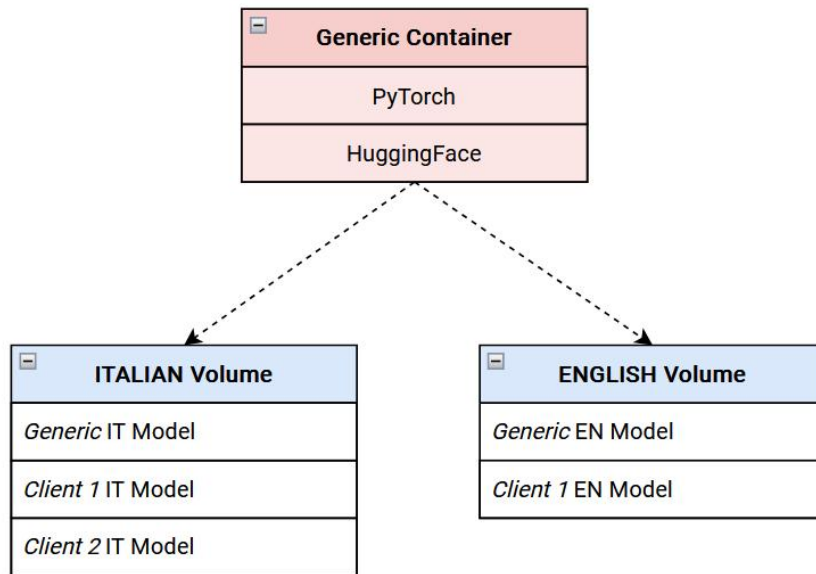 Generic Container
PyTorch
HuggingFace
ITALIAN Volume
Generic IT Model
Client 1 IT Model
Client 2 IT Model
ENGLISH Volume
Generic EN Model
Client 1 EN Model